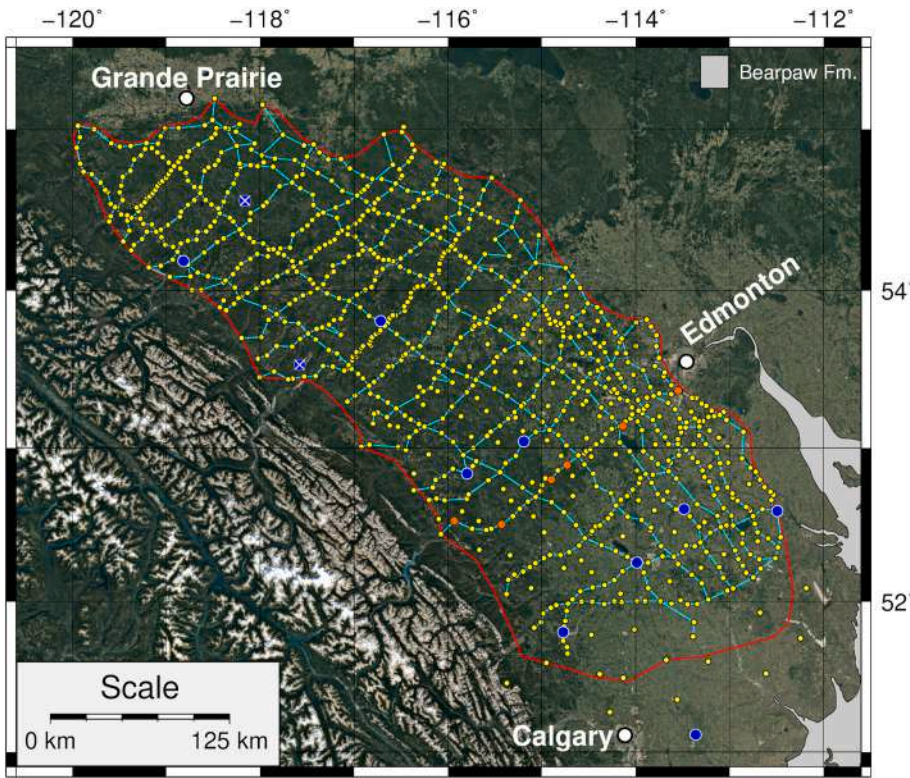 −120° −118° −116° −114° −112°
Grande Prairie
Bearpaw Fm.
54°
Edmonton
52°
Scale
0 km 125 km
Calgary